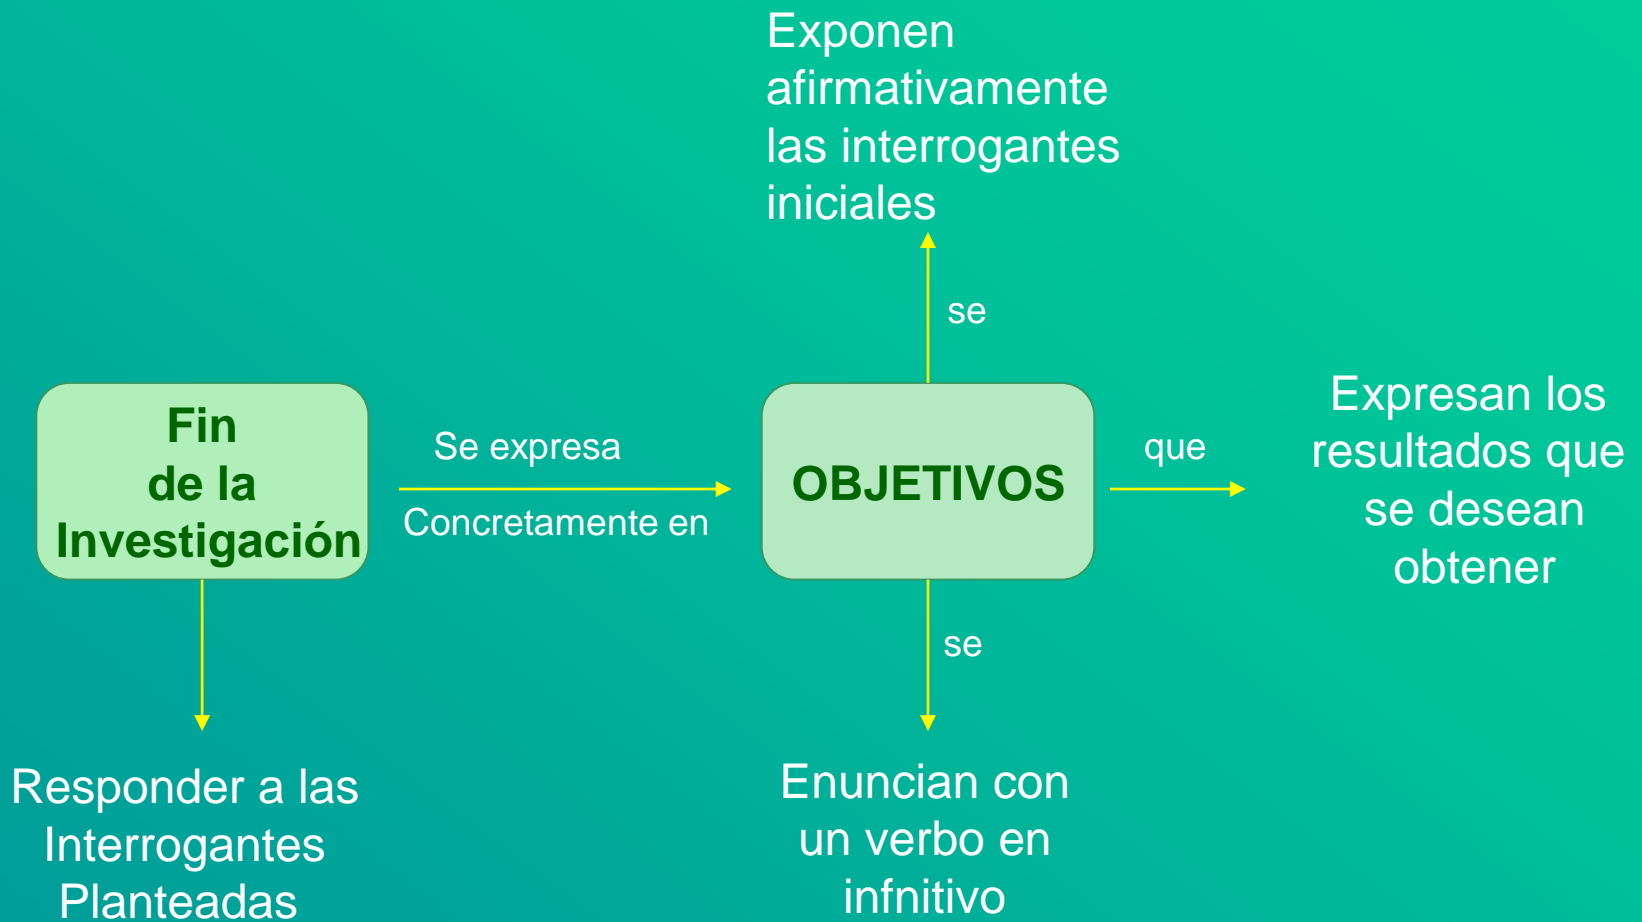 Exponen
afirmativamente
las interrogantes
iniciales
se
Fin
de la
Investigación
Se expresa
Concretamente en
OBJETIVOS
que
Expresan los
resultados que
se desean
obtener
se
Responder a las
Interrogantes
Planteadas
Enuncian con
un verbo en
infnitivo